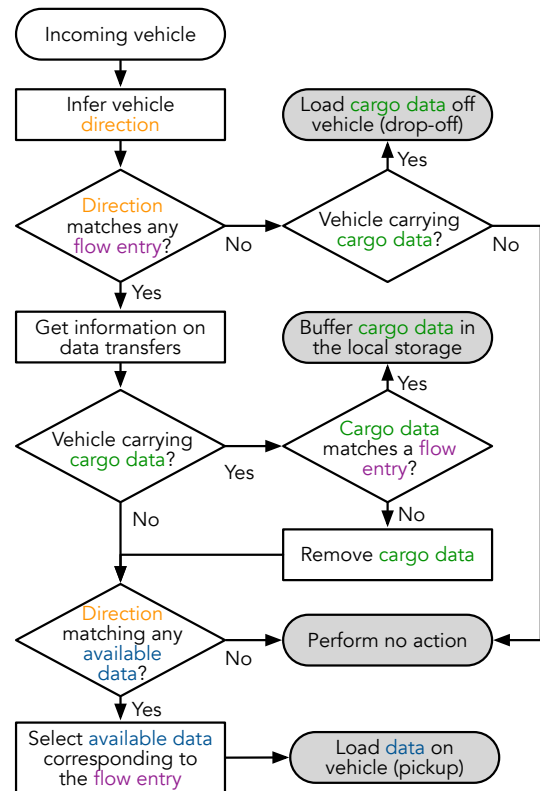 Incoming vehicle
Infer vehicle
direction
Load cargo data off
vehicle (drop-off)
Yes
Direction
matches any
flow entry?
No
Vehicle carrying
cargo data?
No
Yes
Get information on
data transfers
Buffer cargo data in
the local storage
Yes
Vehicle carrying
cargo data?
Yes
Cargo data
matches a flow
entry?
No
No
Remove cargo data
Direction
matching any
available
data?
No
Perform no action
Yes
Select available data
corresponding to
the flow entry
Load data on
vehicle (pickup)